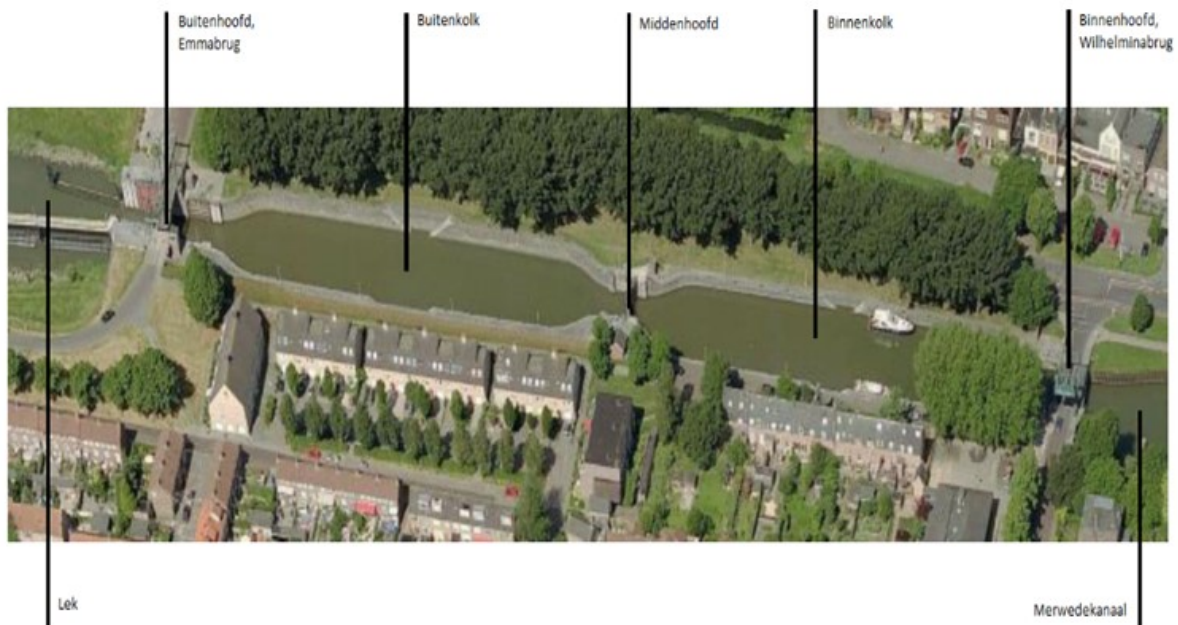 Buitenhoofd,
Emmabrug
Buitenkolk
Middenhoofd
Binnenkolk
Binnenhoofd,
Wilhelminabrug
Lek
Merwedekanaal